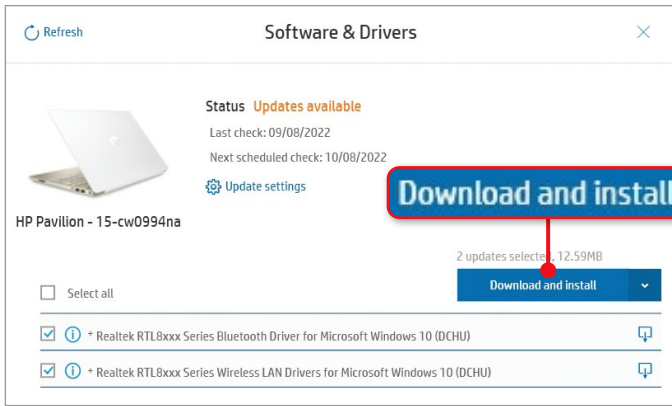 Refresh
Software & Drivers
Status Updates available
Last check: 09/08/2022
Next scheduled check: 10/08/2022
Update settings
Download and install
HP Pavilion - 15-cw0994na
2 updates selected, 12.59MB
Select all
Download and install
+ Realtek RTL8xxx Series Bluetooth Driver for Microsoft Windows 10 (DCHU)
+ Realtek RTL8xxx Series Wireless LAN Drivers for Microsoft Windows 10 (DCHU)